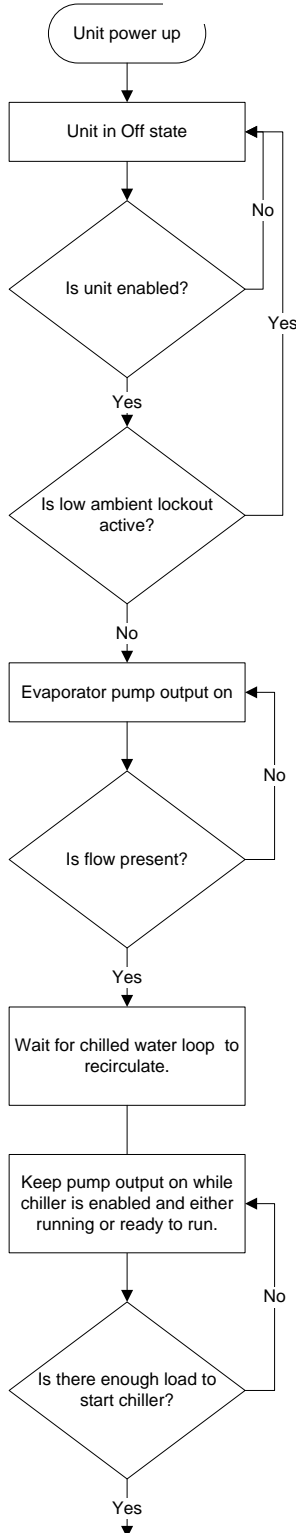 Unit power up
Unit in Off state
No
Is unit enabled?
Yes
Yes
Is low ambient lockout
active?
No
Evaporator pump output on
No
Is flow present?
Yes
Wait for chilled water loop  to
recirculate.
Keep pump output on while
chiller is enabled and either
running or ready to run.
No
Is there enough load to
start chiller?
Yes